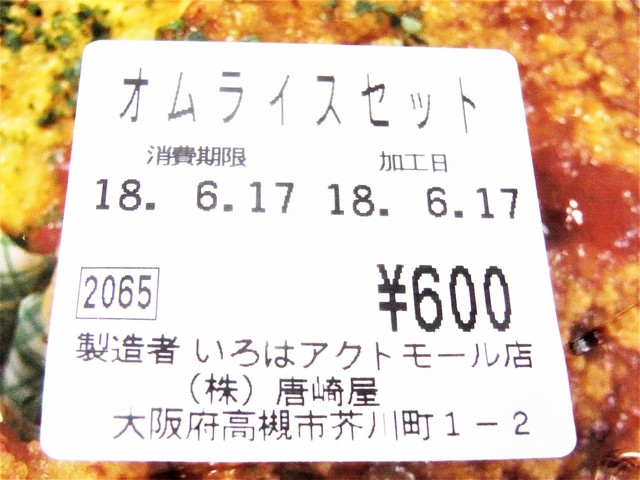 オムライスセット
消費期限 加工日
18. 6.17 18. 6.17
2065 ¥600
製造者 いろはアクトモール店
(株) 唐崎屋
大阪府高槻市芥川町1-2